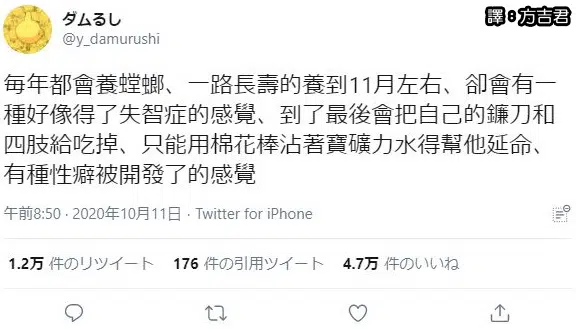 譯:方吉君
ダムるし
@y_damurushi
每年都會養螳螂、一路長壽的養到11月左右、卻會有一
種好像得了失智症的感覺、到了最後會把自己的鐮刀和
四肢給吃掉、只能用棉花棒沾著寶礦力水得幫他延命、
有種性癖被開發了的感覺
午前8:50 · 2020年10月11日 · Twitter for iPhone
1.2万 件のリツイート 176 件の引用ツイート 4.7万 件のいいね